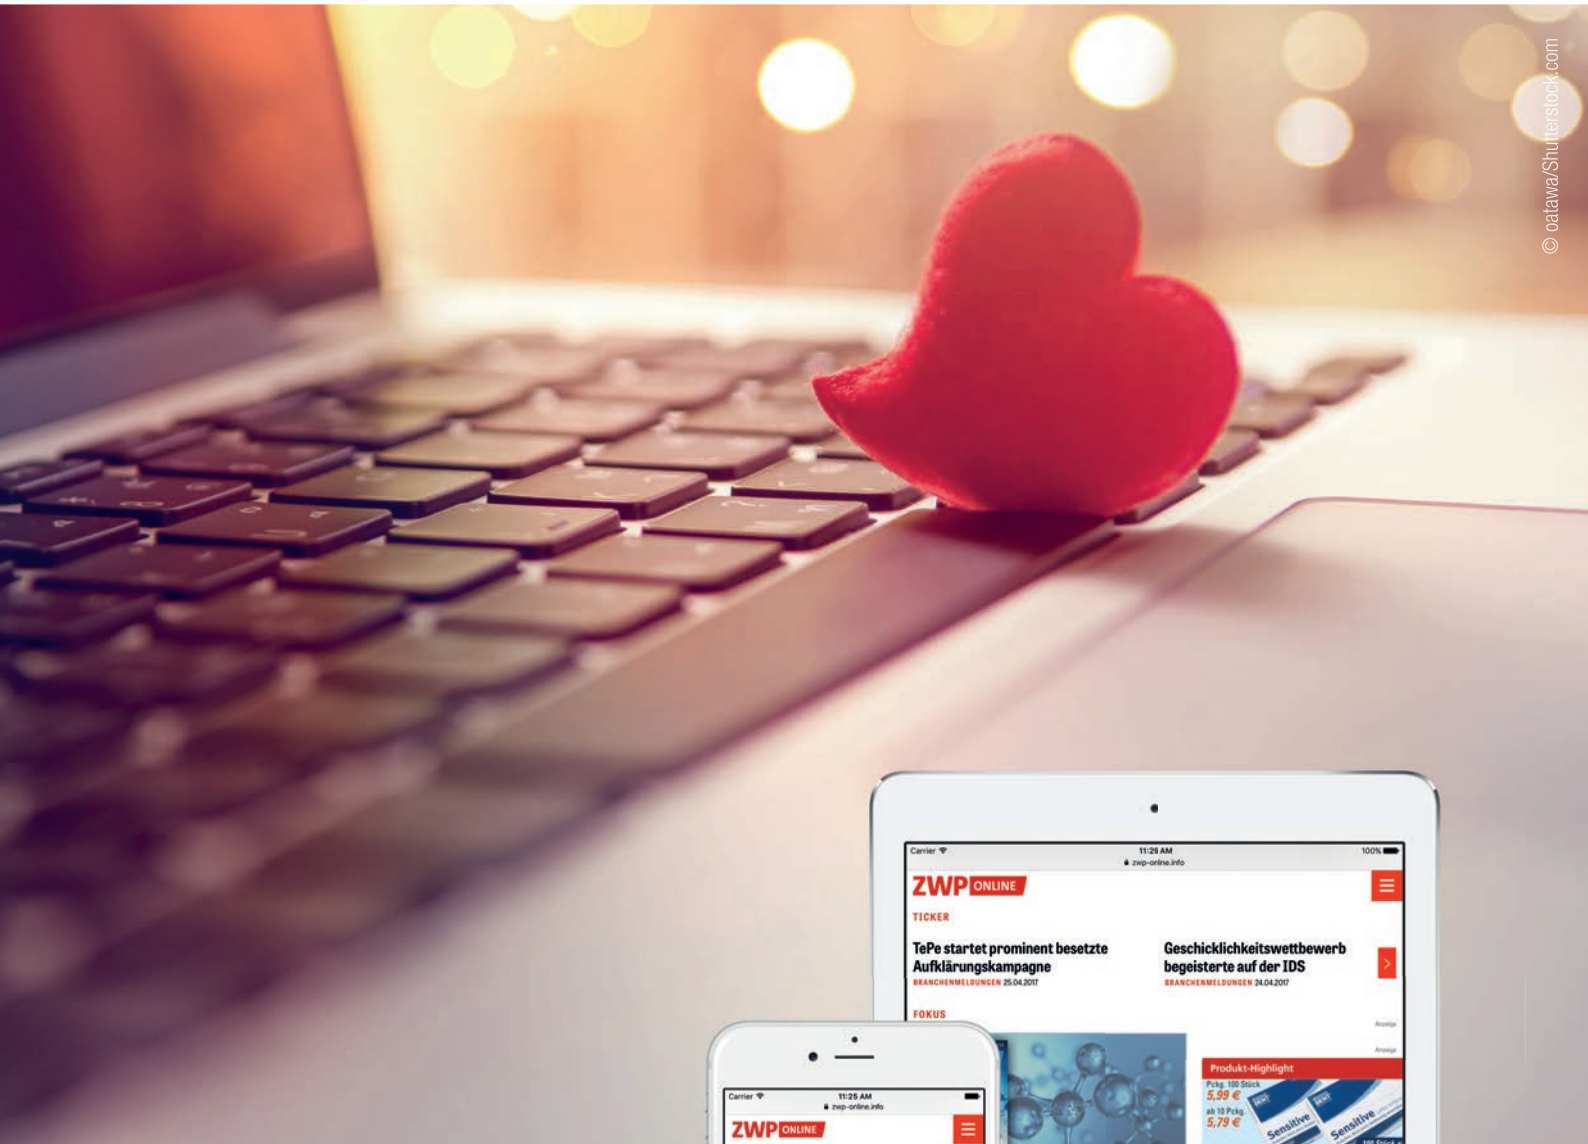 © oatawa/Shutterstock.com
Carrier
11:29 AM
100%
zwp-online.info
ZWP ONLINE
TICKER
TePe startet prominent besetzte
Aufklärungskampagne
BRANCHENMELDUNGEN 25.04.2017
Geschicklichkeitswettbewerb
begeisterte auf der IDS
BRANCHENMELDUNGEN 24.04.2017
FOKUS
Anzeige
Anzeige
Produkt-Highlight
Pckg. 100 Stück
5,99 €
ab 10 Pckg.
5,79 €
DENT
Sensitive
Sensitive
Carrier
11:25 AM
zwp-online.info
ZWP ONLINE